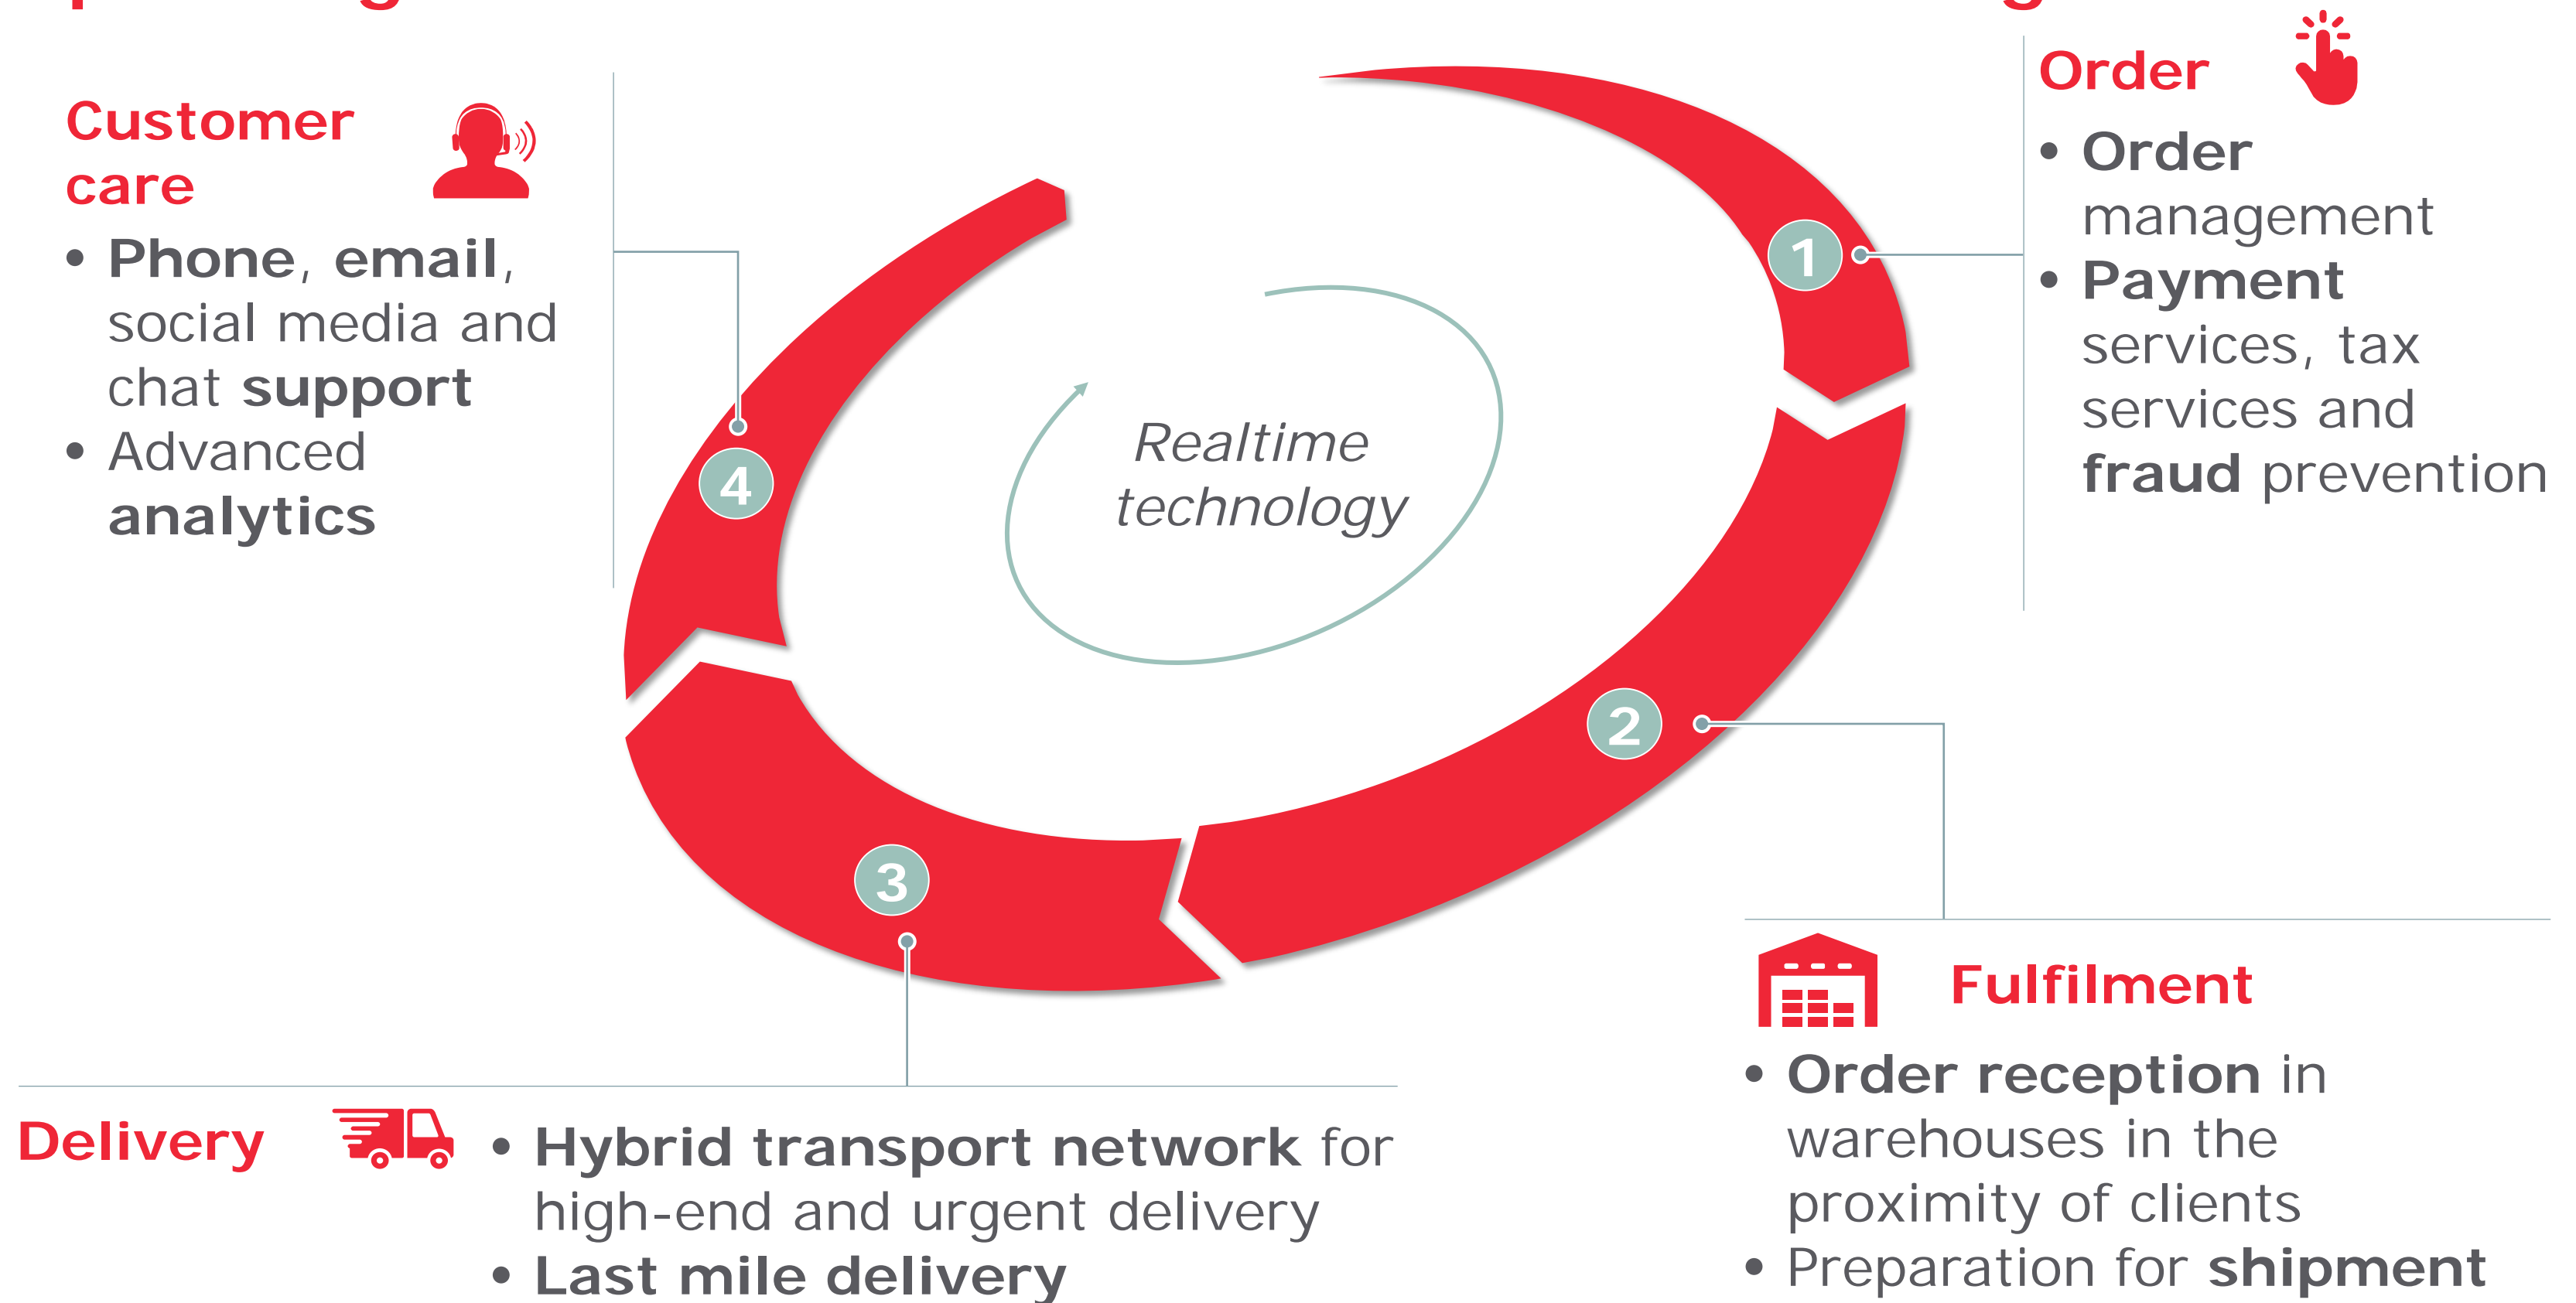 Order
• Order
management
• Payment
services, tax
services and
fraud prevention
Customer
care
• Phone, email,
social media and
chat support
• Advanced
analytics
1
2
3
4
Realtime
technology
Fulfilment
• Order reception in
warehouses in the
proximity of clients
• Preparation for shipment
Delivery
• Hybrid transport network for
high-end and urgent delivery
• Last mile delivery